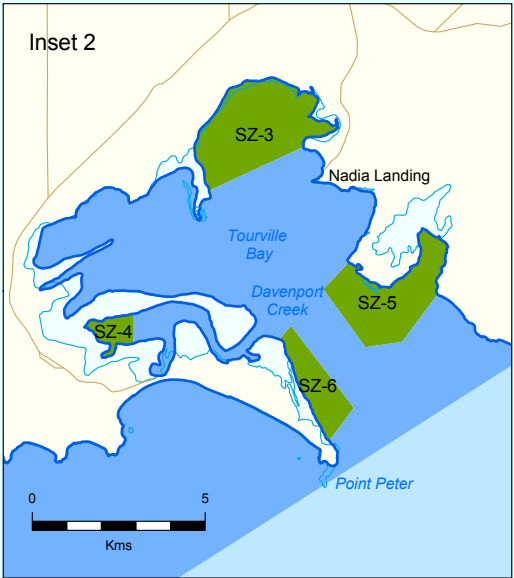 Inset 2
SZ-3
Nadia Landing
Tourville
Bay
Davenport
Creek
SZ-5
SZ-4
SZ-6
Point Peter
0 5
Kms